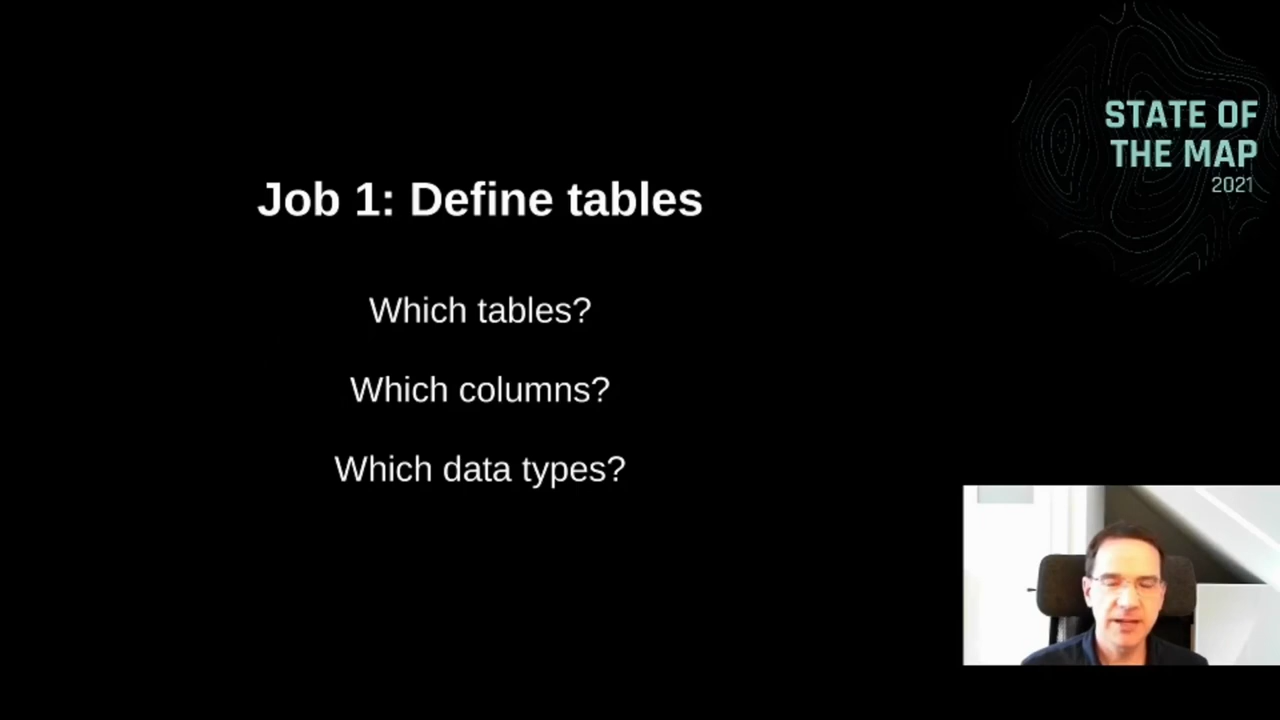 STATE OF
THE MAP
2021
Job 1: Define tables
Which tables?
Which columns?
Which data types?